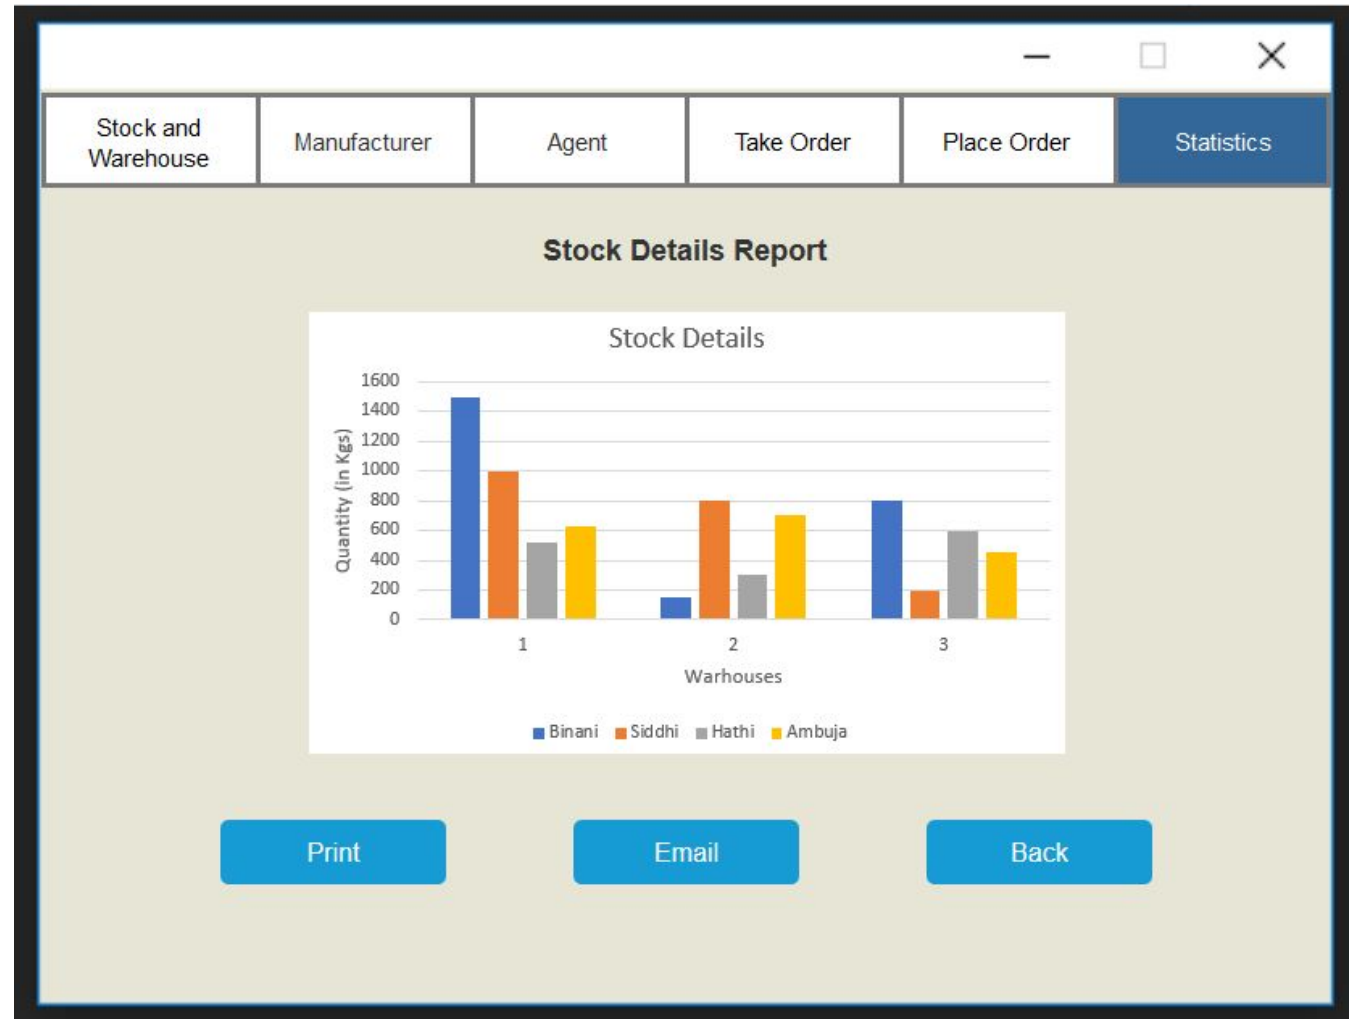 Stock and
Warehouse
Manufacturer
Agent
Take Order
Place Order
Statistics
Stock Details Report
Stock Details
Quantity (in Kgs)
1600
1400
1200
1000
800
600
400
200
0
1 2 3
Warhouses
Binani Siddhi Hathi Ambuja
Print Email Back